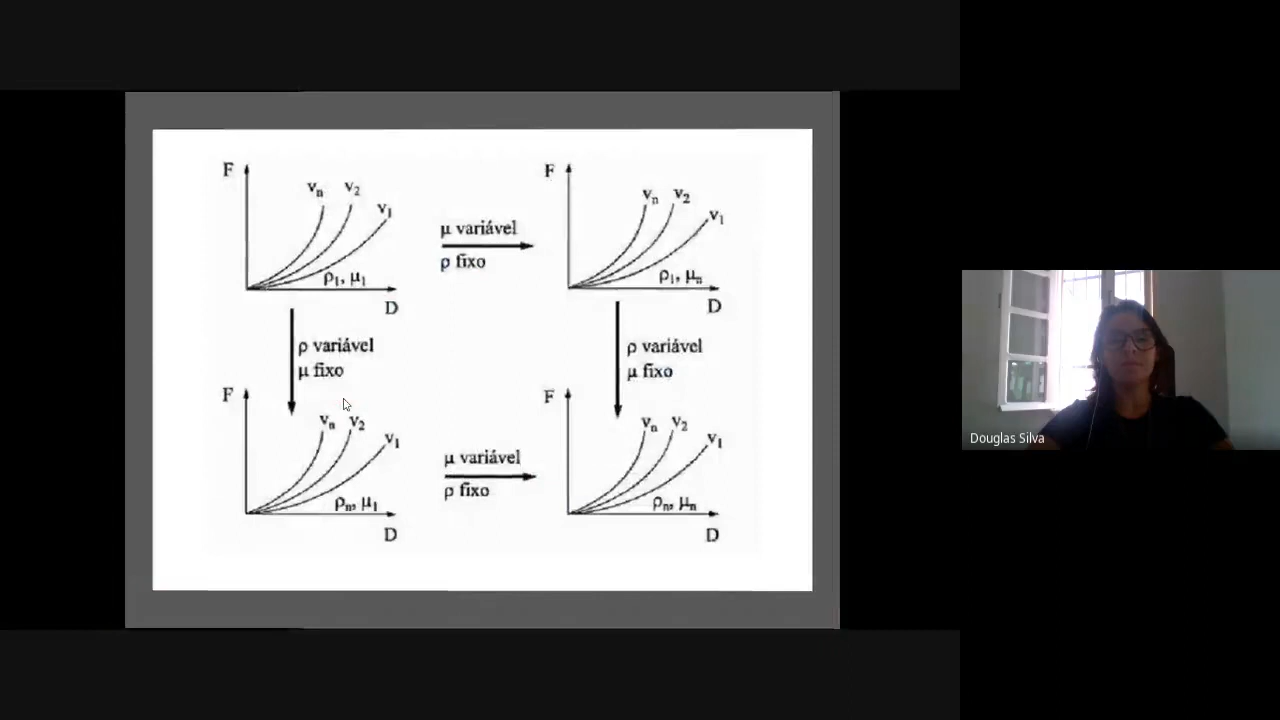 F
vₙ v₂ v₁
ρ₁, μ₁
D
μ variável
ρ fixo
F
vₙ v₂ v₁
ρ₁, μₙ
D
ρ variável
μ fixo
ρ variável
μ fixo
F
vₙ v₂ v₁
ρₙ, μ₁
D
μ variável
ρ fixo
F
vₙ v₂ v₁
ρₙ, μₙ
D
Douglas Silva